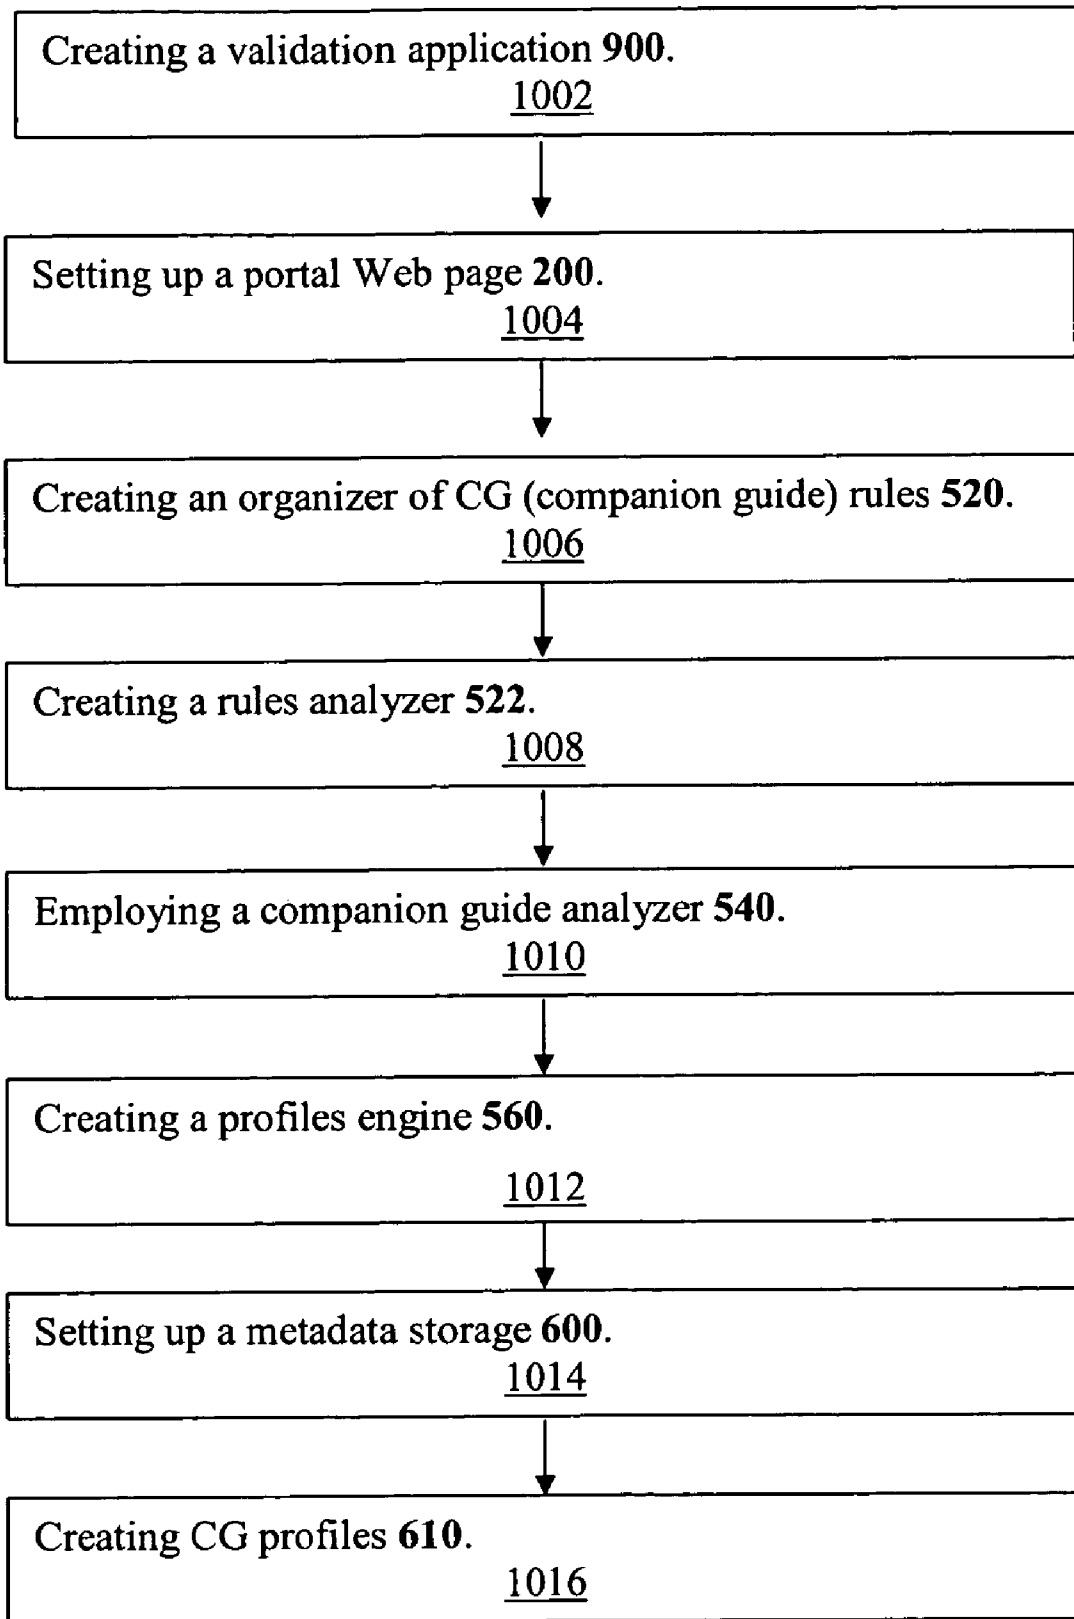 Creating a validation application 900.
1002
Setting up a portal Web page 200.
1004
Creating an organizer of CG (companion guide) rules 520.
1006
Creating a rules analyzer 522.
1008
Employing a companion guide analyzer 540.
1010
Creating a profiles engine 560.
1012
Setting up a metadata storage 600.
1014
Creating CG profiles 610.
1016